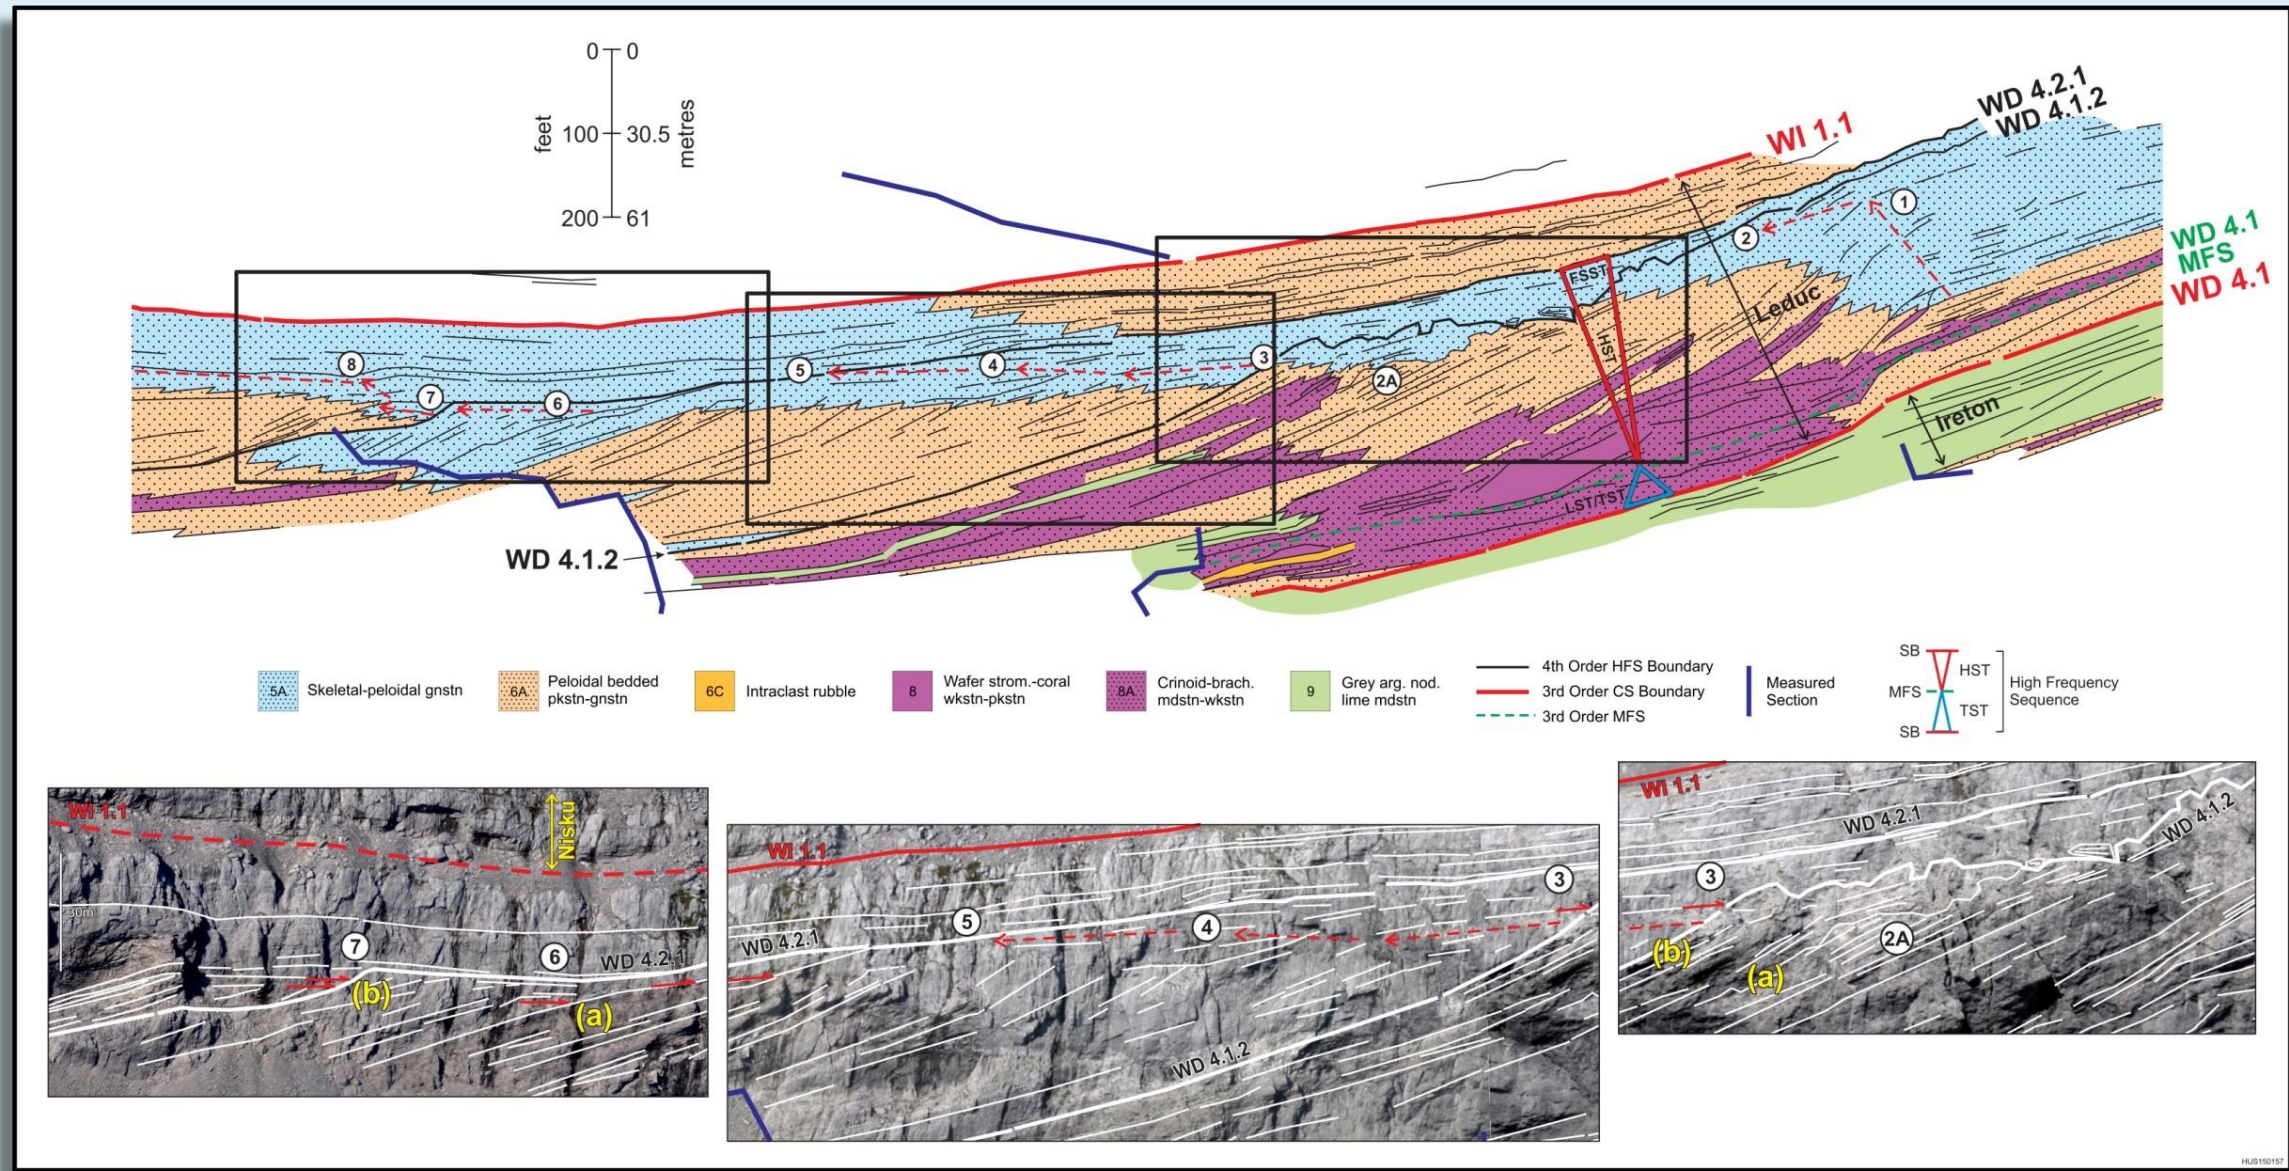 0 0
feet
100 30.5
metres
200 61
WD 4.2.1
WD 4.1.2
WI 1.1
1
2
WD 4.1
MFS
WD 4.1
FSST
HST
Leduc
Ireton
LST/TST
8
7
6
5
4
3
2A
WD 4.1.2
5A Skeletal-peloidal gnstn
6A Peloidal bedded
pkstn-gnstn
6C Intraclast rubble
8 Wafer strom.-coral
wkstn-pkstn
8A Crinoid-brach.
mdstn-wkstn
9 Grey arg. nod.
lime mdstn
4th Order HFS Boundary
3rd Order CS Boundary
3rd Order MFS
Measured
Section
SB
HST
MFS
TST
SB
High Frequency
Sequence
WI 1.1
Nisku
30m
7
6
WD 4.2.1
(b)
(a)
WI 1.1
3
5
4
WD 4.2.1
WD 4.1.2
WI 1.1
WD 4.2.1
WD 4.1.2
3
2A
(b)
(a)
HUS150157